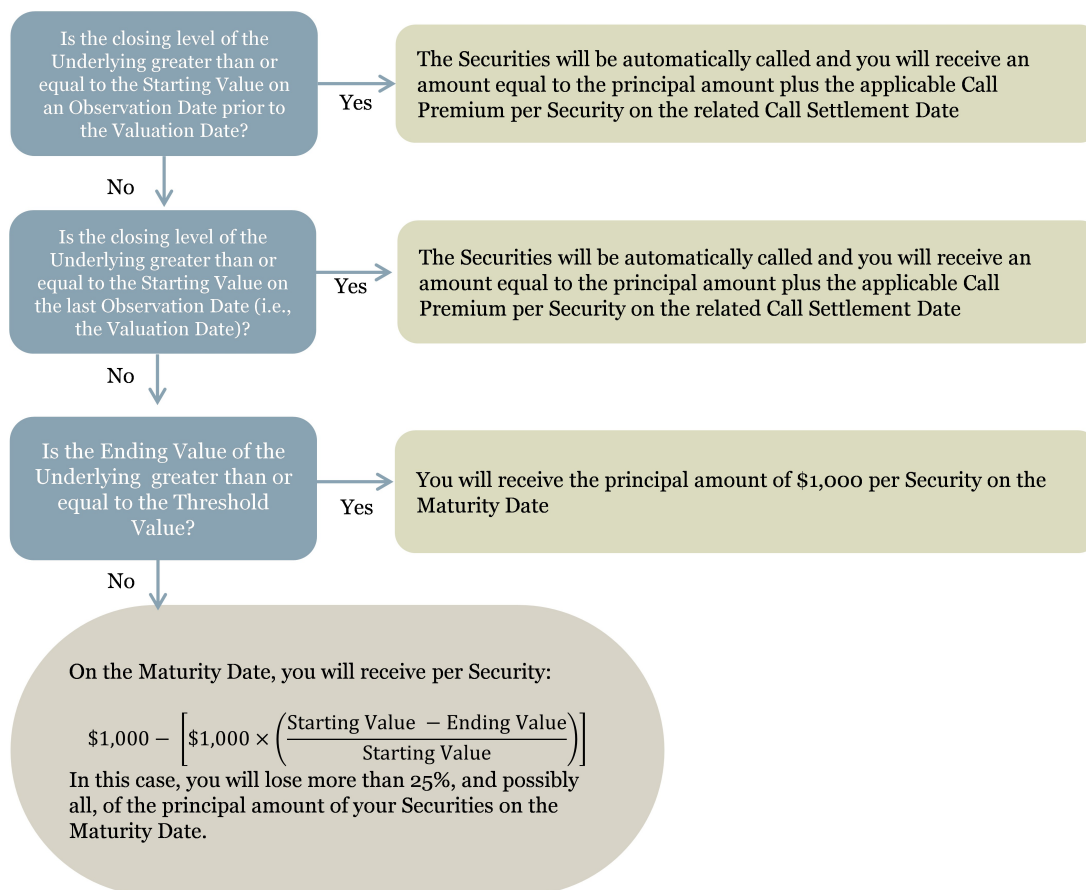 Is the closing level of the
Underlying greater than or
equal to the Starting Value on
an Observation Date prior to
the Valuation Date?
Yes
The Securities will be automatically called and you will receive an
amount equal to the principal amount plus the applicable Call
Premium per Security on the related Call Settlement Date
No
Is the closing level of the
Underlying greater than or
equal to the Starting Value on
the last Observation Date (i.e.,
the Valuation Date)?
Yes
The Securities will be automatically called and you will receive an
amount equal to the principal amount plus the applicable Call
Premium per Security on the related Call Settlement Date
No
Is the Ending Value of the
Underlying greater than or
equal to the Threshold
Value?
Yes
You will receive the principal amount of $1,000 per Security on the
Maturity Date
No
On the Maturity Date, you will receive per Security:
$1,000 − [$1,000 × (Starting Value − Ending Value / Starting Value)]
In this case, you will lose more than 25%, and possibly
all, of the principal amount of your Securities on the
Maturity Date.